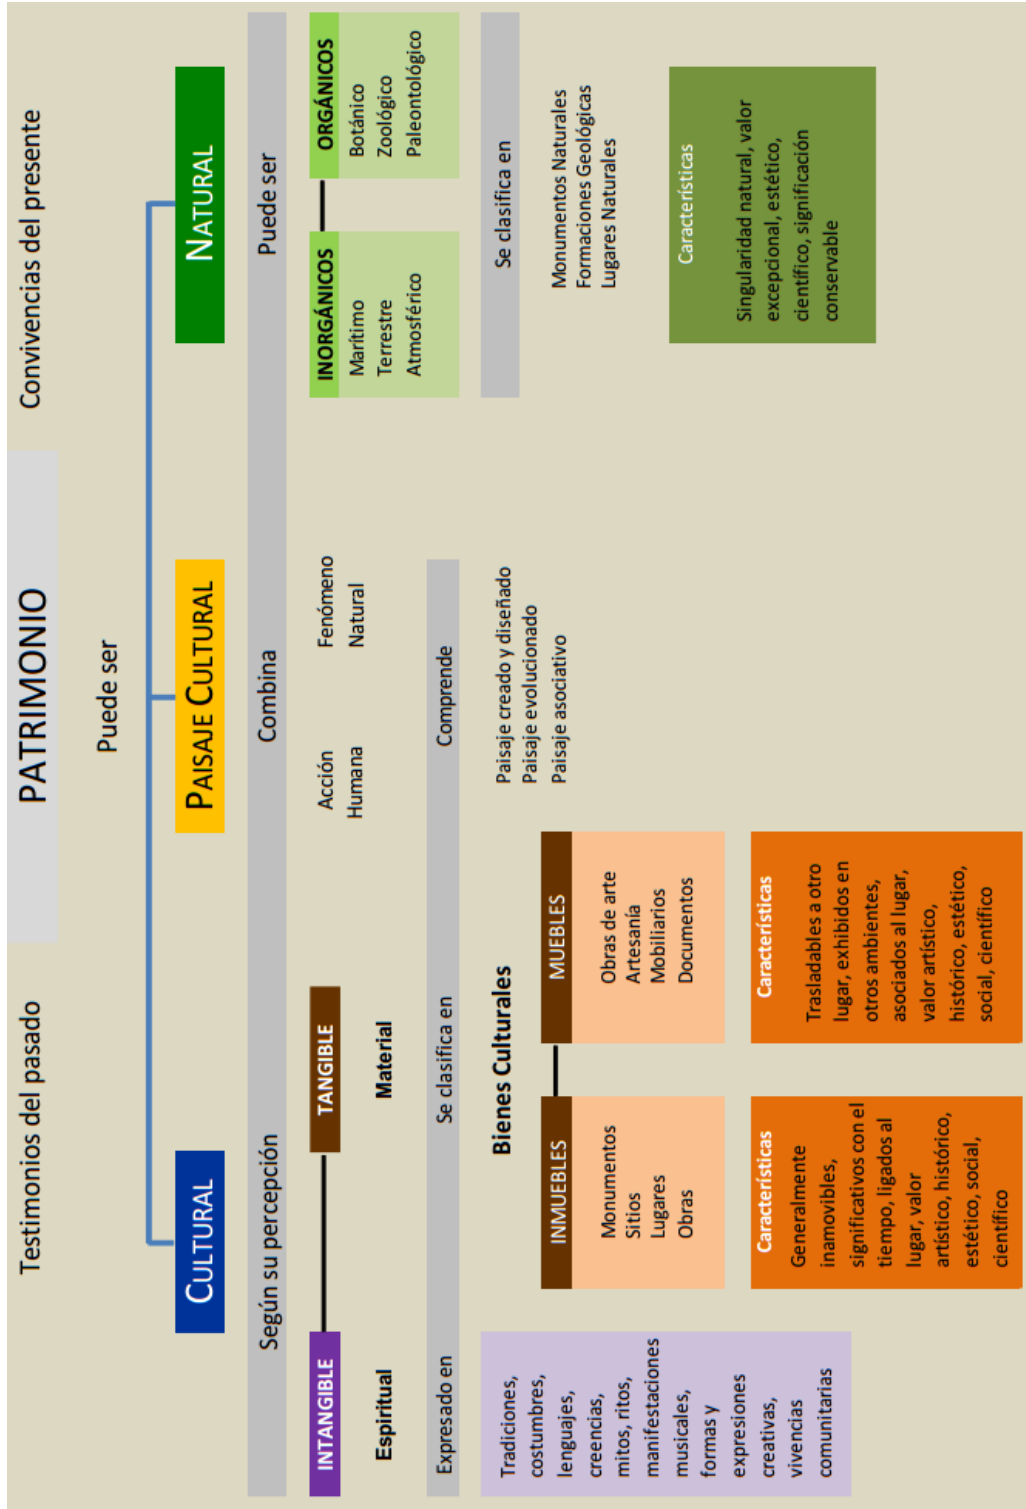 Testimonios del pasado
PATRIMONIO
Convivencias del presente
Puede ser
CULTURAL
PAISAJE CULTURAL
NATURAL
Según su percepción
Combina
Puede ser
INTANGIBLE
TANGIBLE
Espiritual
Material
Acción
Humana
Fenómeno
Natural
INORGÁNICOS
Marítimo
Terrestre
Atmosférico
ORGÁNICOS
Botánico
Zoológico
Paleontológico
Expresado en
Se clasifica en
Comprende
Se clasifica en
Tradiciones,
costumbres,
lenguajes,
creencias,
mitos, ritos,
manifestaciones
musicales,
formas y
expresiones
creativas,
vivencias
comunitarias
Bienes Culturales
INMUEBLES
Monumentos
Sitios
Lugares
Obras
MUEBLES
Obras de arte
Artesanía
Mobiliarios
Documentos
Características
Generalmente
inamovibles,
significativos con el
tiempo, ligados al
lugar, valor
artístico, histórico,
estético, social,
científico
Características
Trasladables a otro
lugar, exhibidos en
otros ambientes,
asociados al lugar,
valor artístico,
histórico, estético,
social, científico
Paisaje creado y diseñado
Paisaje evolucionado
Paisaje asociativo
Monumentos Naturales
Formaciones Geológicas
Lugares Naturales
Características
Singularidad natural, valor
excepcional, estético,
científico, significación
conservable